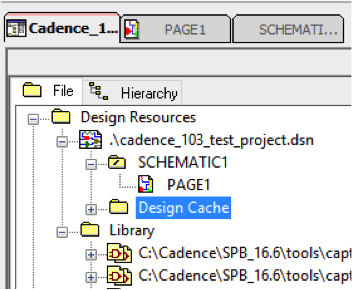 Cadence_1... PAGE1 SCHEMATI...
File Hierarchy
Design Resources
.\cadence_103_test_project.dsn
SCHEMATIC1
PAGE1
Design Cache
Library
C:\Cadence\SPB_16.6\tools\capt
C:\Cadence\SPB_16.6\tools\capt